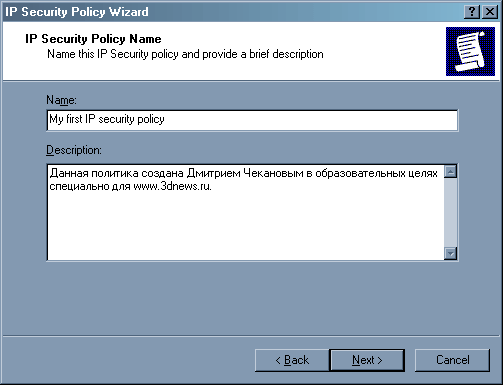 IP Security Policy Wizard
IP Security Policy Name
Name this IP Security policy and provide a brief description
Name:
My first IP security policy
Description:
Данная политика создана Дмитрием Чекановым в образовательных целях
специально для www.3dnews.ru.
< Back
Next >
Cancel